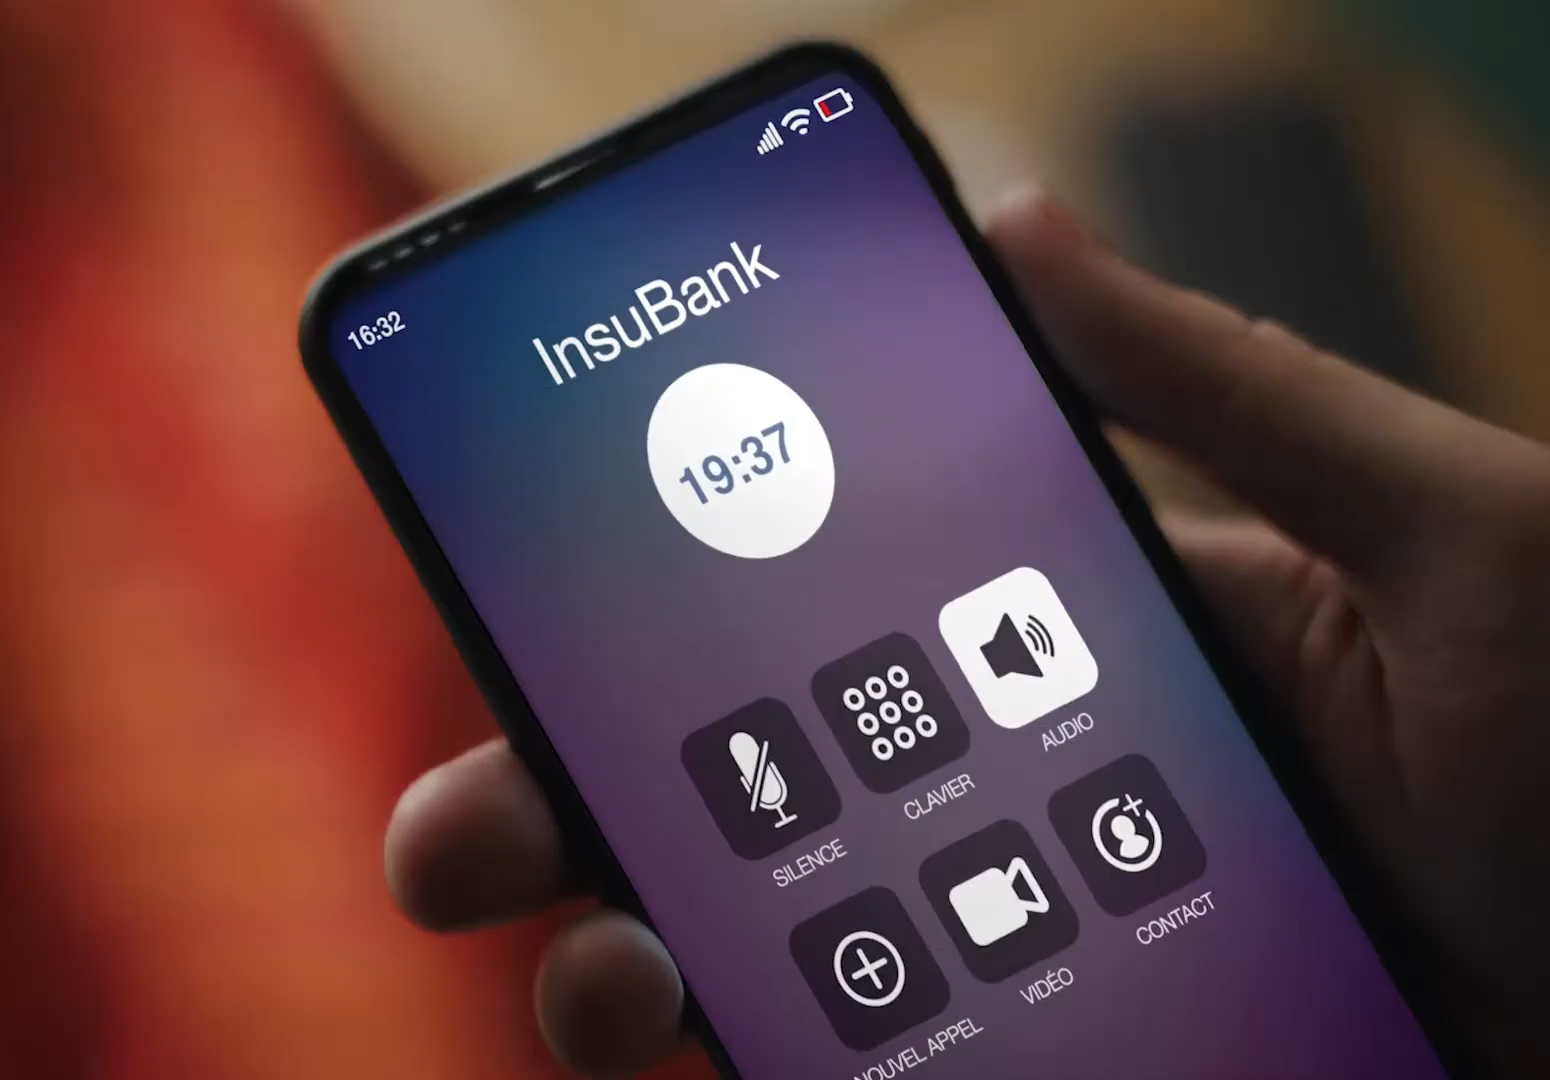 16:32
InsuBank
19:37
SILENCE
CLAVIER
AUDIO
NOUVEL APPEL
VIDÉO
CONTACT